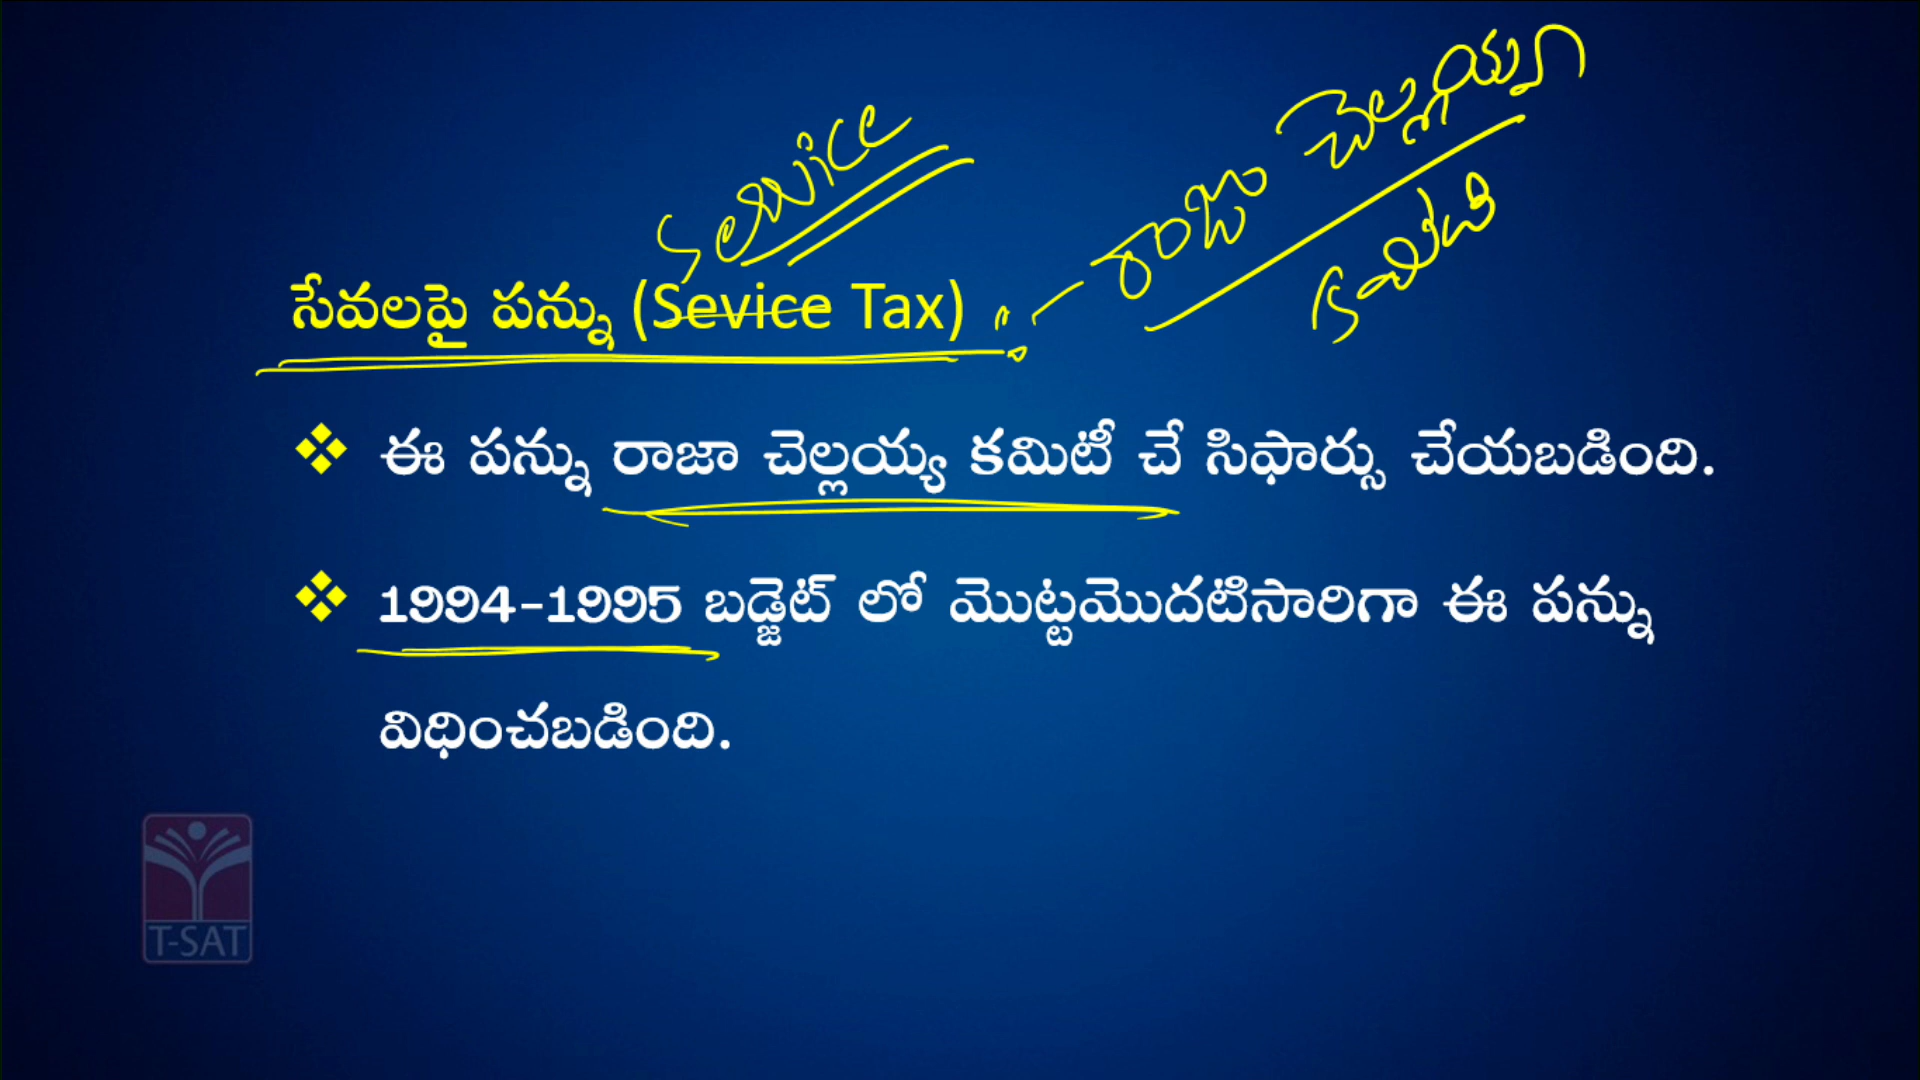 service
రాజా చెల్లయ్య
కమిటి
సేవలపై పన్ను (Sevice Tax)
❖ ఈ పన్ను రాజా చెల్లయ్య కమిటీ చే సిఫార్సు చేయబడింది.
❖ 1994-1995 బడ్జెట్ లో మొట్టమొదటిసారిగా ఈ పన్ను
విధించబడింది.
T-SAT